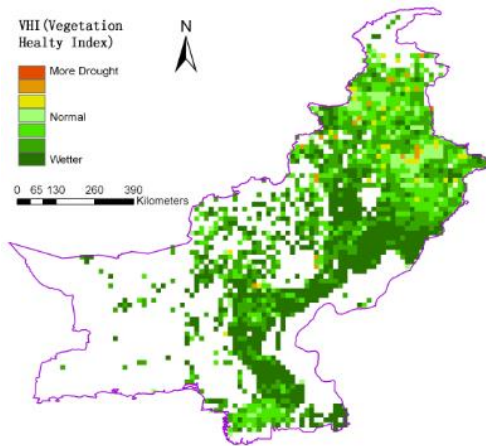 VHI(Vegetation
Healty Index)
N
More Drought
Normal
Wetter
0 65 130 260 390
Kilometers